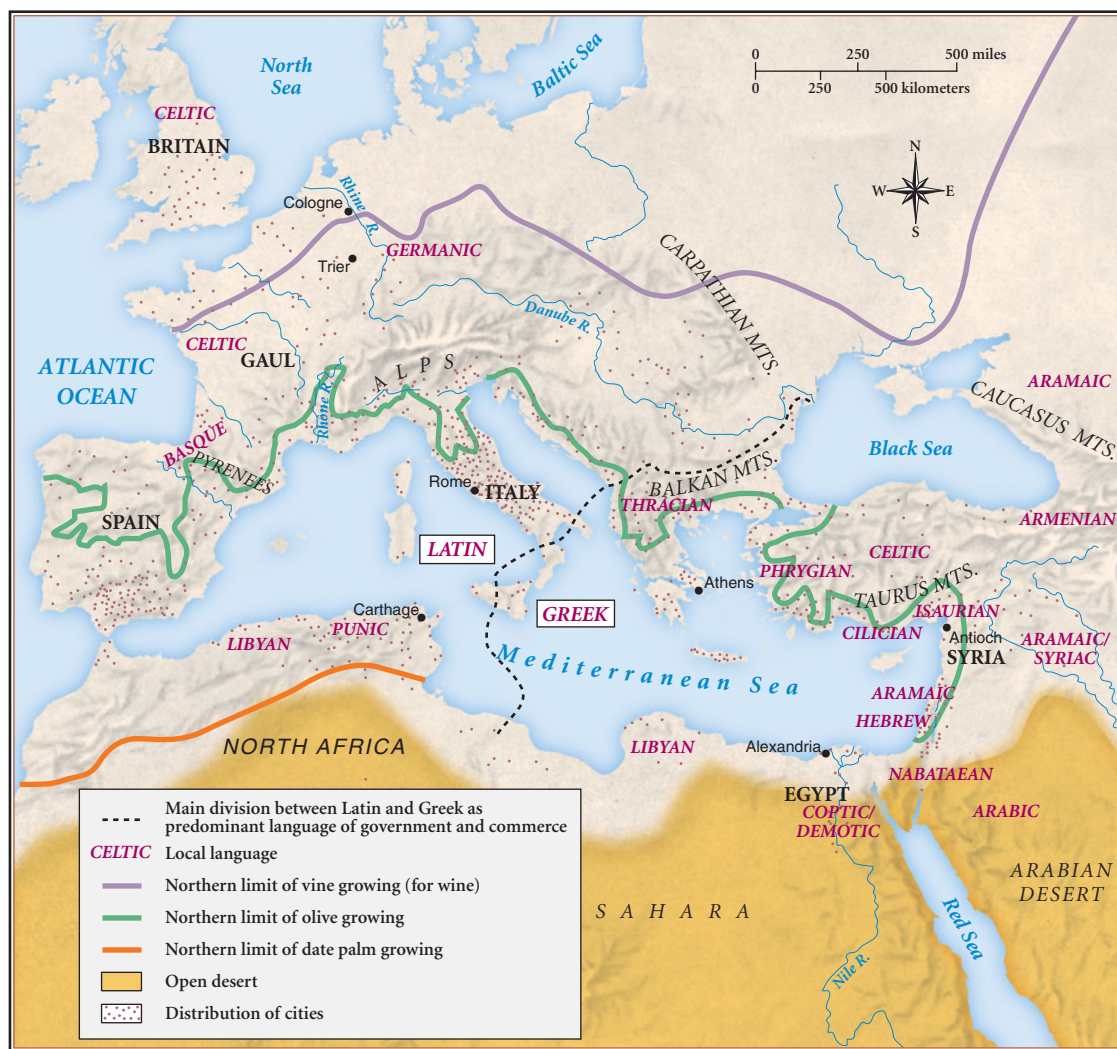 North
Sea
Baltic Sea
0 250 500 miles
0 250 500 kilometers
CELTIC
BRITAIN
N
W E
S
Rhine R.
Cologne
Trier
GERMANIC
CARPATHIAN MTS.
Danube R.
CELTIC
GAUL
ATLANTIC
OCEAN
ALPS
Rhone R.
ARAMAIC
CAUCASUS MTS.
Black Sea
BASQUE
PYRENEES
BALKAN MTS.
Rome
ITALY
THRACIAN
SPAIN
ARMENIAN
LATIN
CELTIC
PHRYGIAN
Athens
TAURUS MTS.
Carthage
GREEK
ISAURIAN
PUNIC
LIBYAN
CILICIAN
Antioch
SYRIA
ARAMAIC/
SYRIAC
Mediterranean Sea
ARAMAIC
HEBREW
NORTH AFRICA
LIBYAN
Alexandria
NABATAEAN
EGYPT
COPTIC/
DEMOTIC
ARABIC
ARABIAN
DESERT
SAHARA
Red Sea
Nile R.
Main division between Latin and Greek as
predominant language of government and commerce
CELTIC Local language
Northern limit of vine growing (for wine)
Northern limit of olive growing
Northern limit of date palm growing
Open desert
Distribution of cities